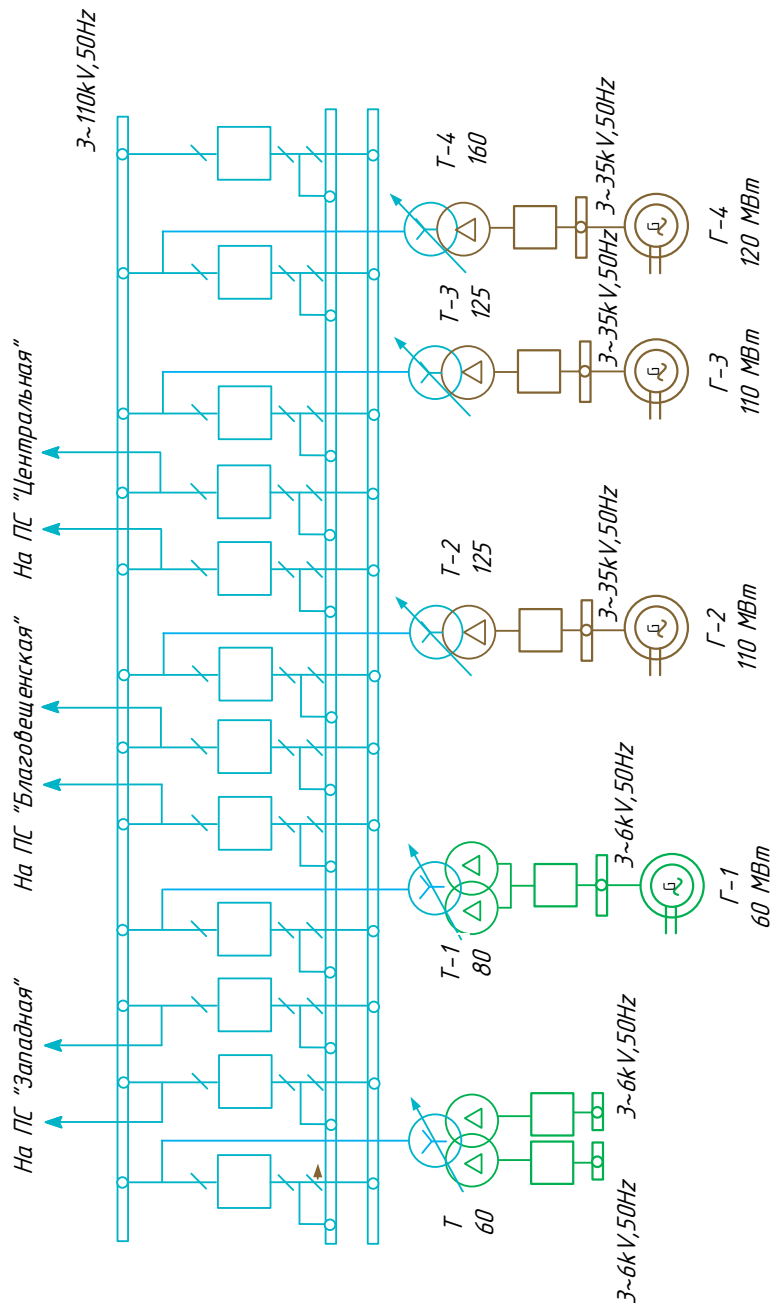 3~110kV,50Hz
На ПС "Западная"
На ПС "Благовещенская"
На ПС "Центральная"
Т
60
3~6kV,50Hz
3~6kV,50Hz
Т-1
80
3~6kV,50Hz
G
Г-1
60 МВт
Т-2
125
3~35kV,50Hz
G
Г-2
110 МВт
Т-3
125
3~35kV,50Hz
G
Г-3
110 МВт
Т-4
160
3~35kV,50Hz
G
Г-4
120 МВт